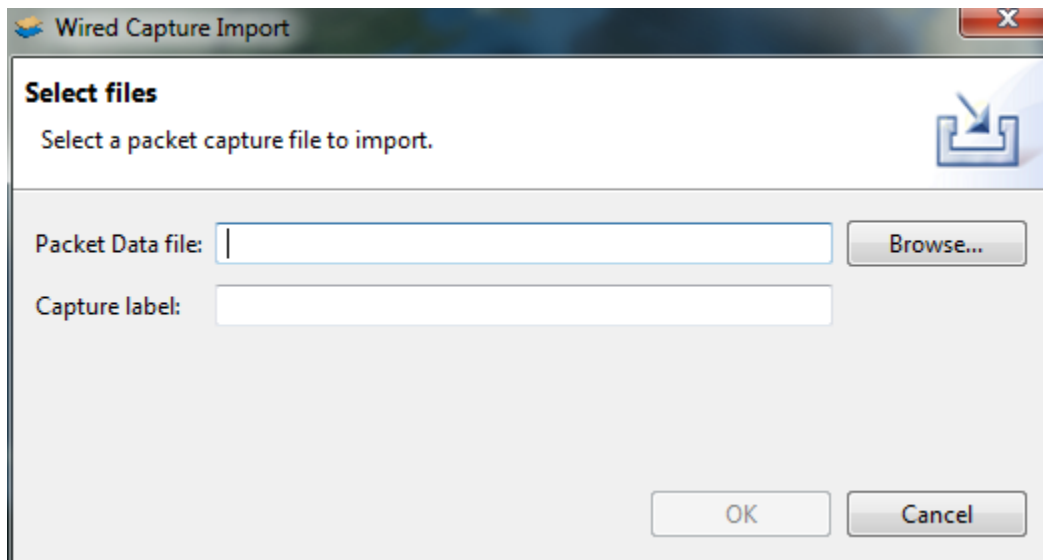 Wired Capture Import
X
Select files
Select a packet capture file to import.
Packet Data file:
Browse...
Capture label:
OK
Cancel